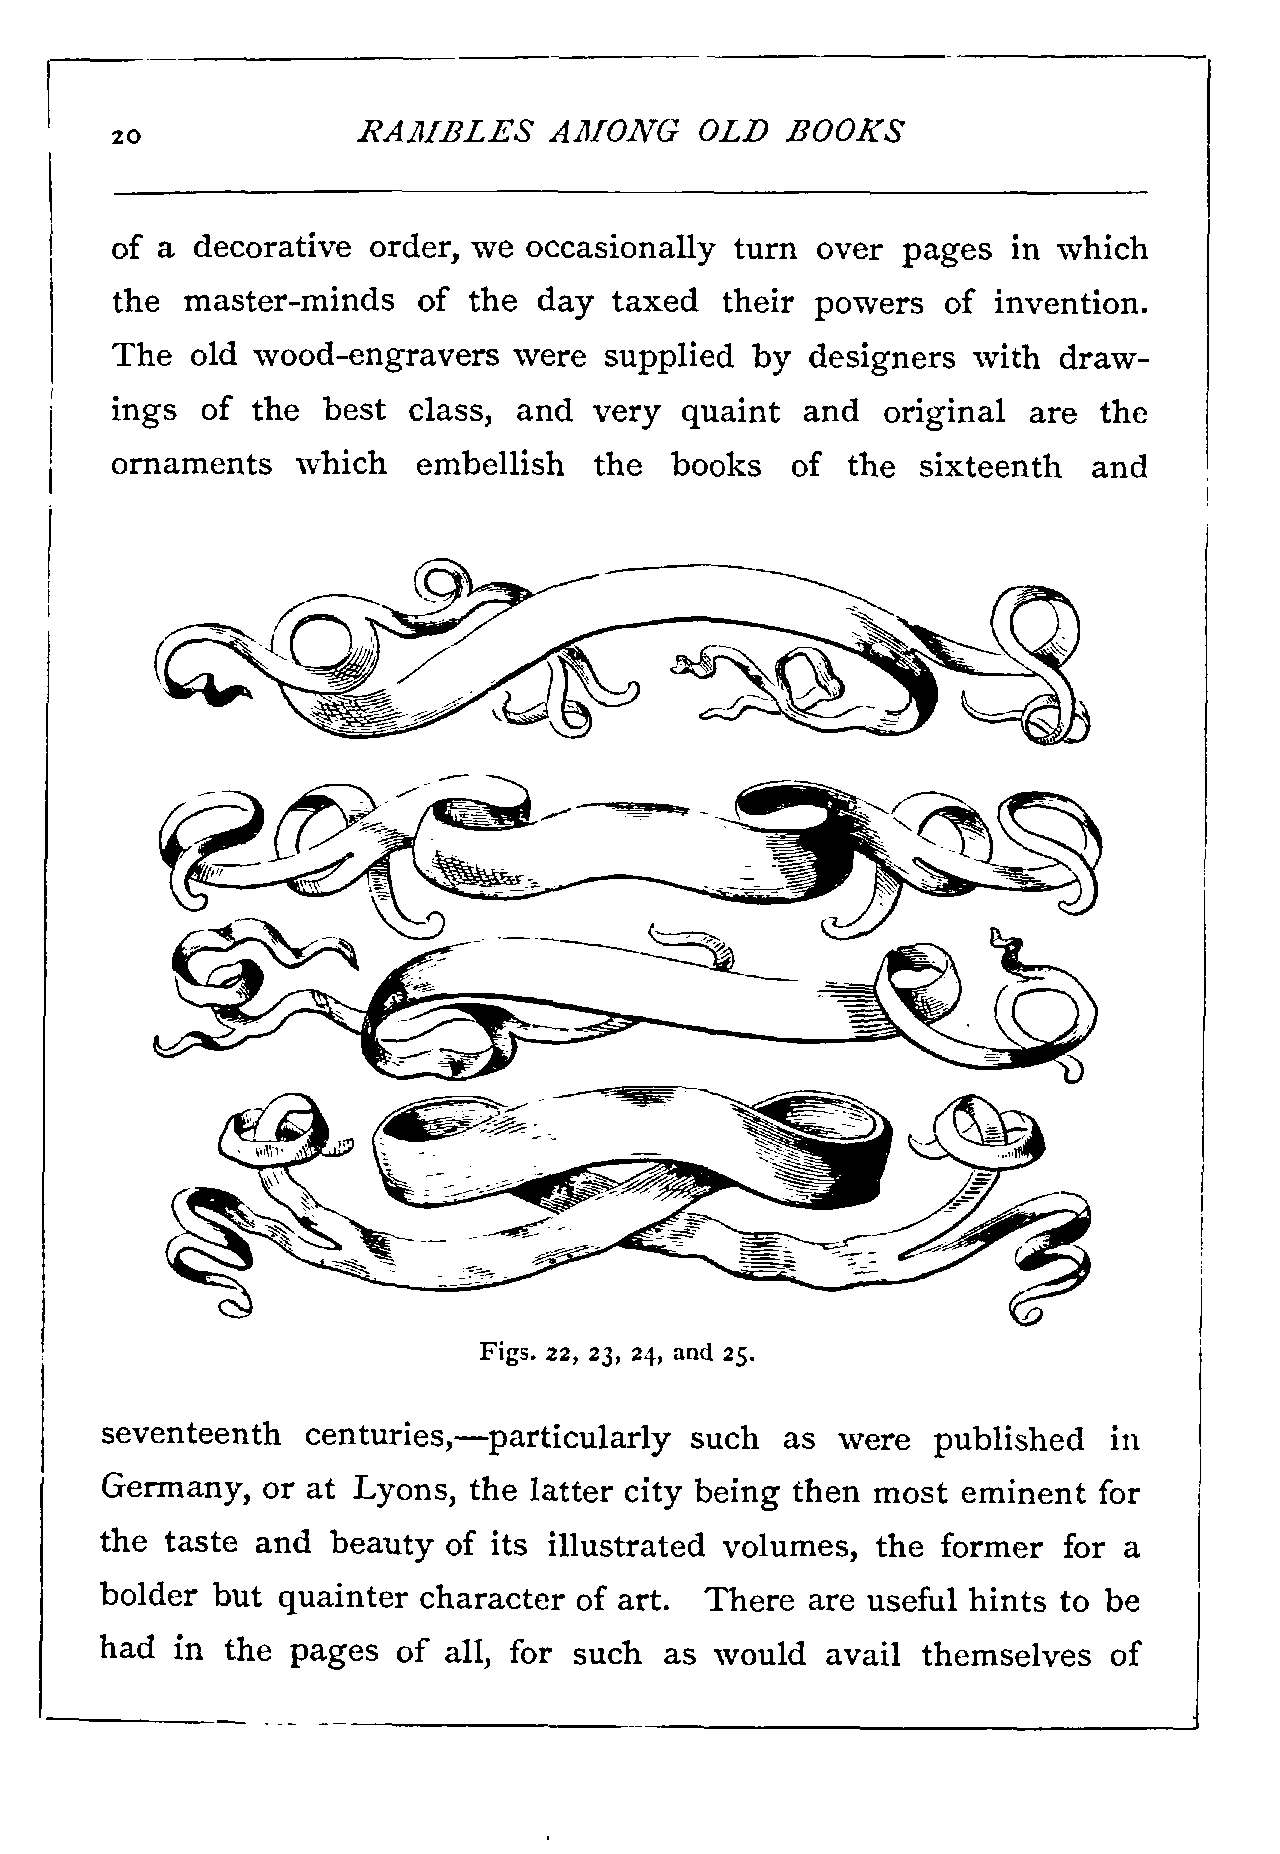 20 RAMBLES AMONG OLD BOOKS
of a decorative order, we occasionally turn over pages in which
the master-minds of the day taxed their powers of invention.
The old wood-engravers were supplied by designers with draw-
ings of the best class, and very quaint and original are the
ornaments which embellish the books of the sixteenth and
Figs. 22, 23, 24, and 25.
seventeenth centuries,—particularly such as were published in
Germany, or at Lyons, the latter city being then most eminent for
the taste and beauty of its illustrated volumes, the former for a
bolder but quainter character of art. There are useful hints to be
had in the pages of all, for such as would avail themselves of